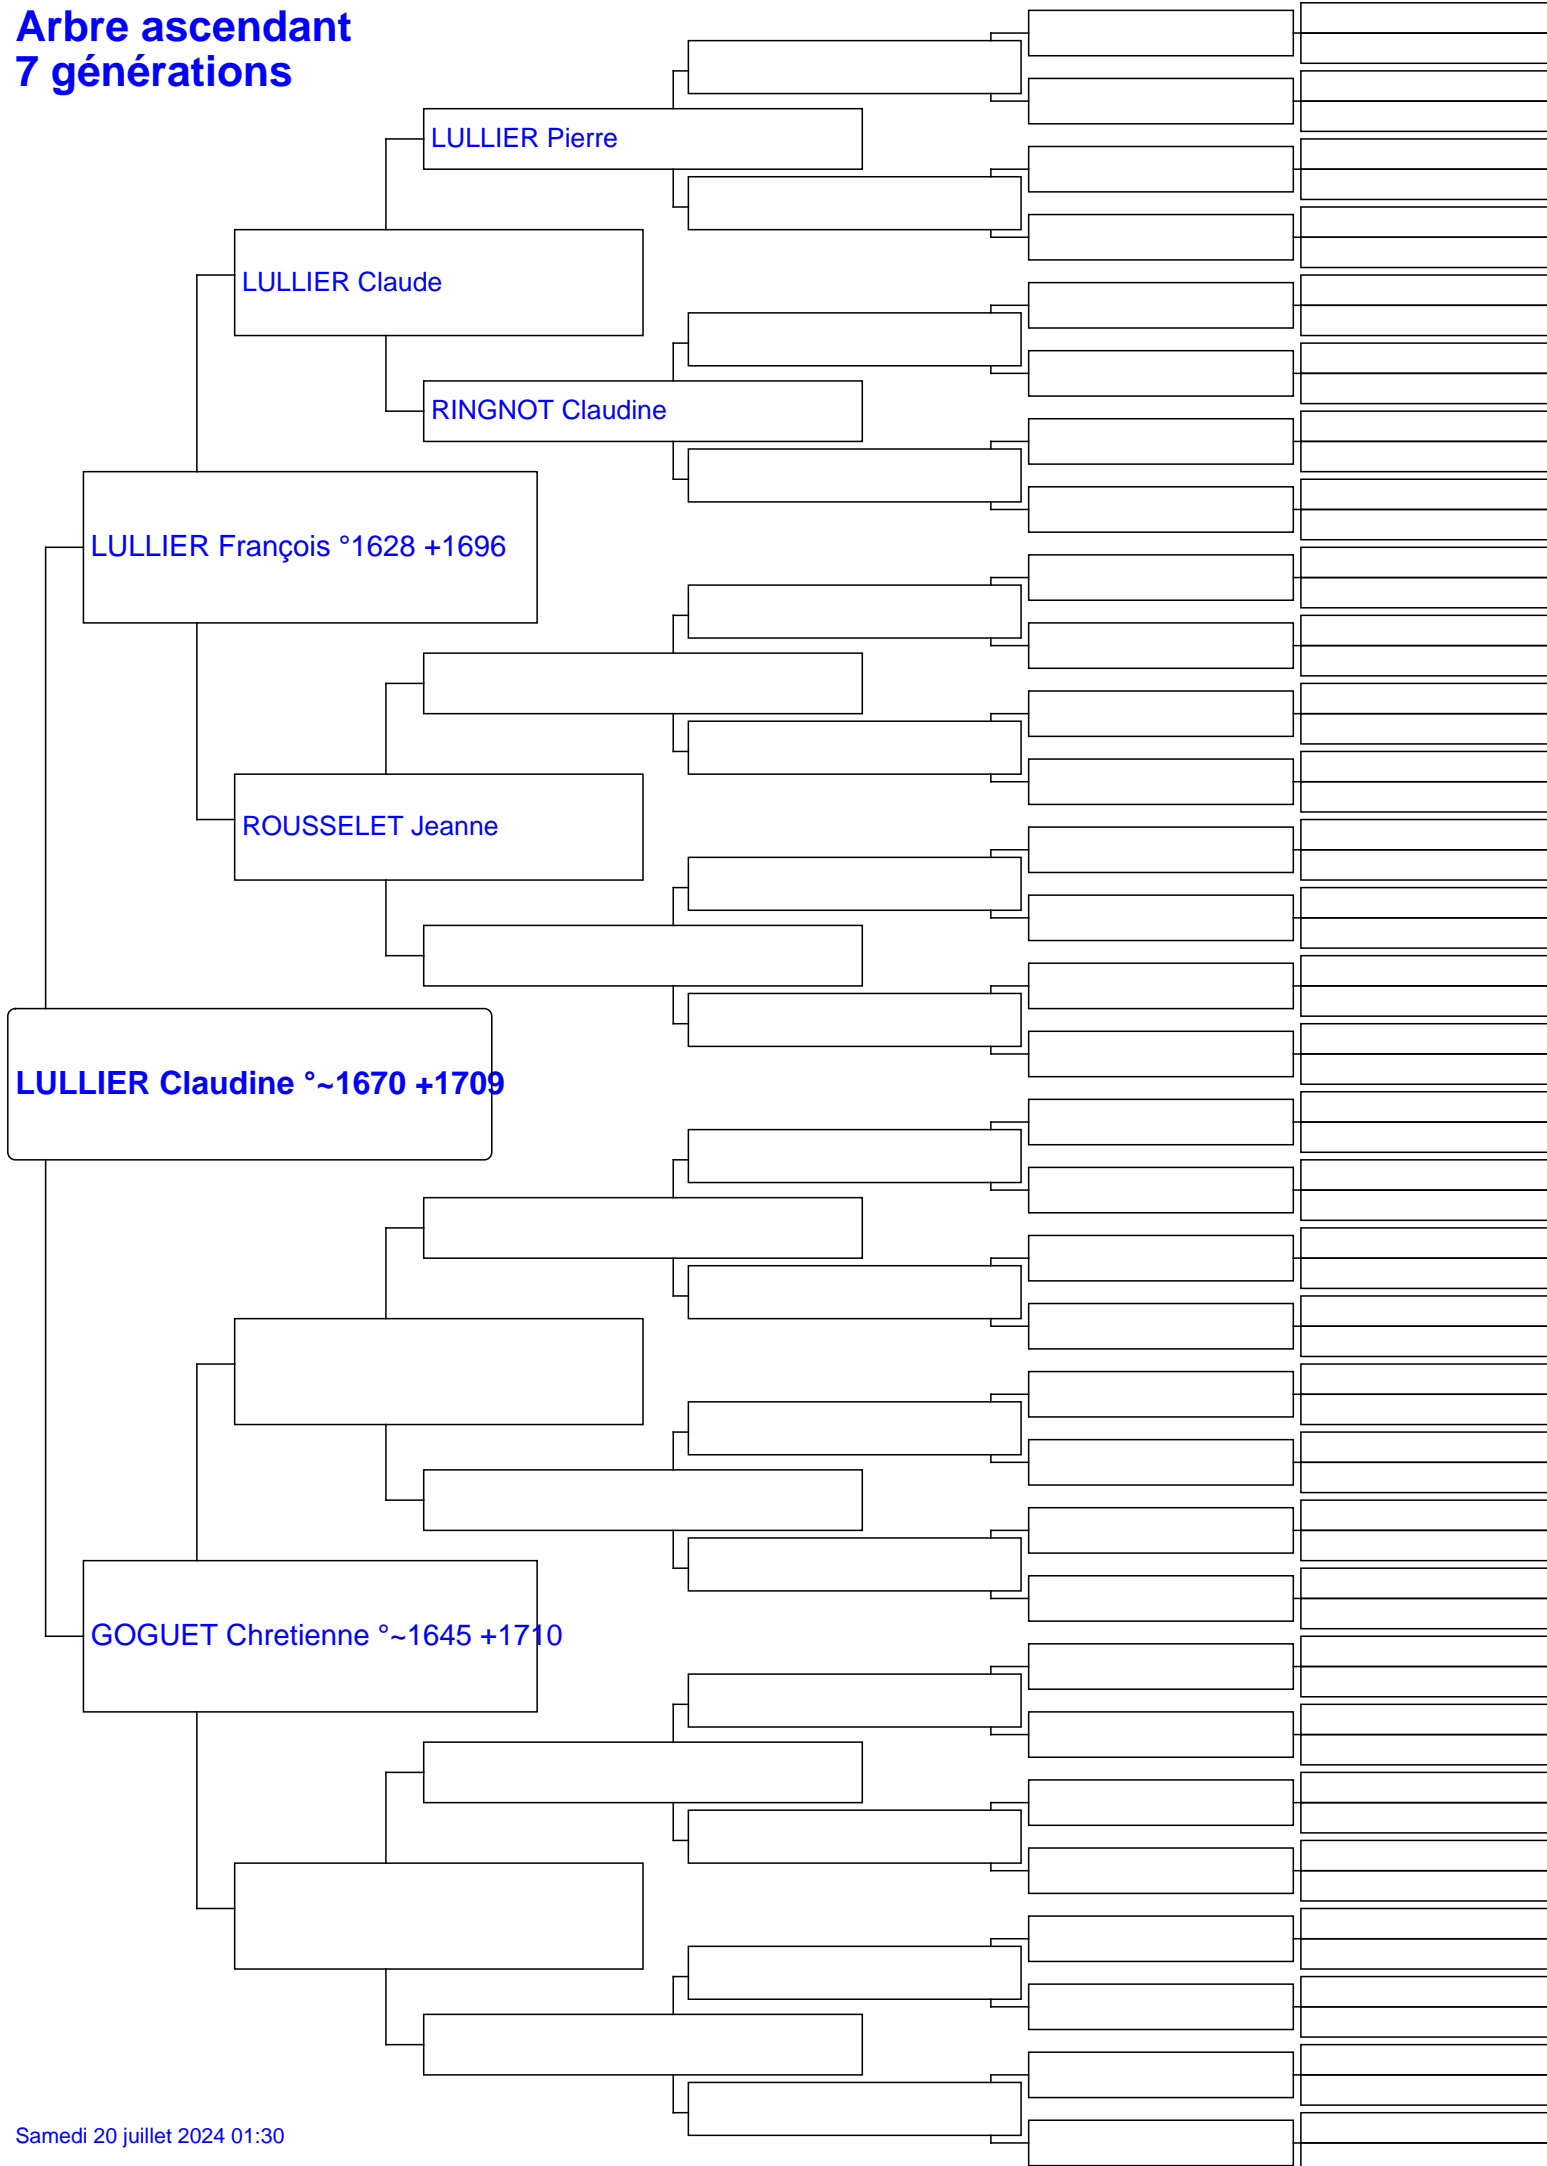 Arbre ascendant
7 générations
LULLIER Pierre
LULLIER Claude
RINGNOT Claudine
LULLIER François °1628 +1696
ROUSSELET Jeanne
LULLIER Claudine °~1670 +1709
GOGUET Chretienne °~1645 +1710
Samedi 20 juillet 2024 01:30